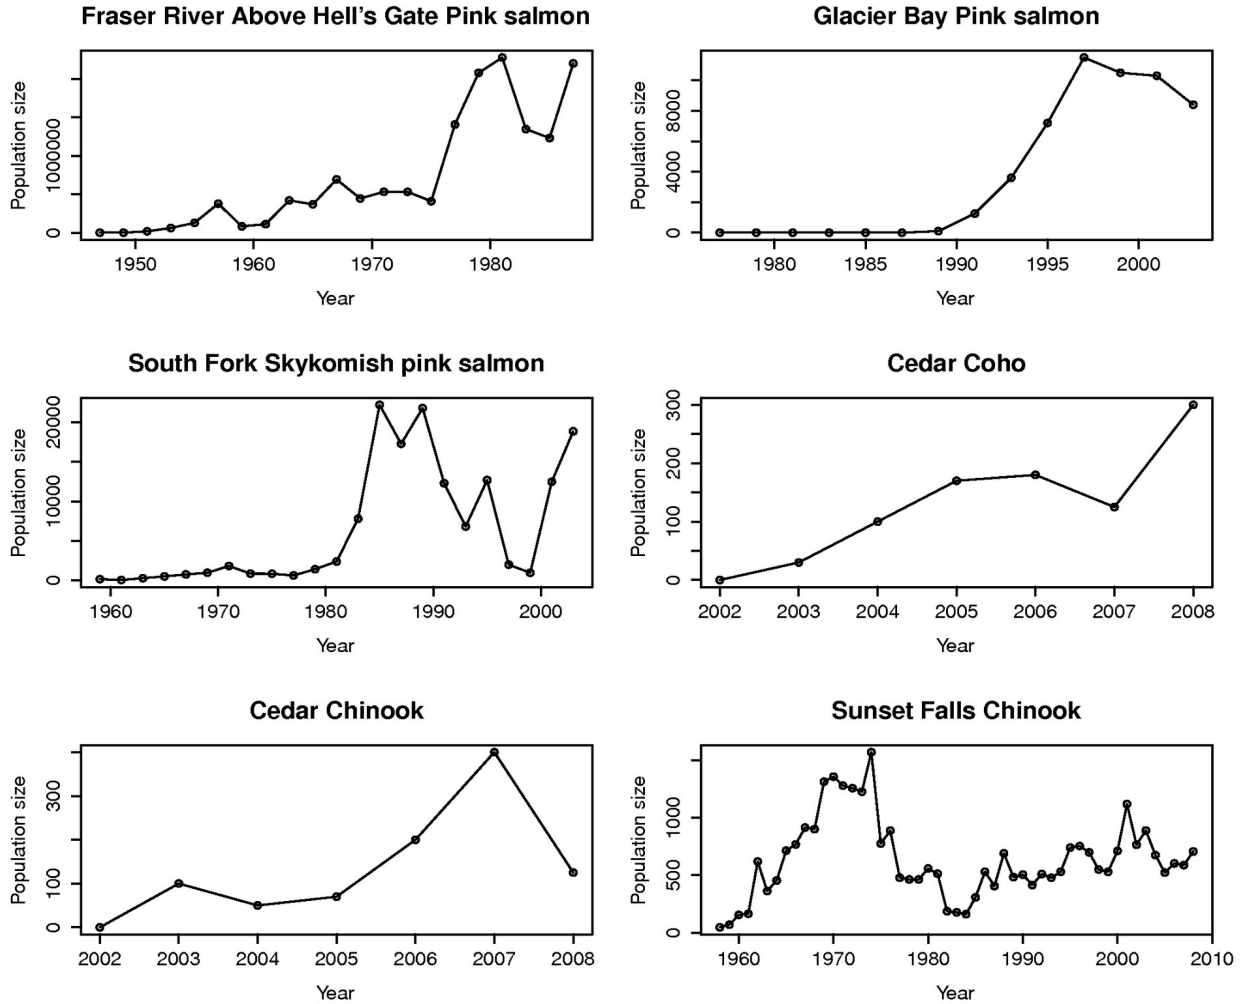 Fraser River Above Hell's Gate Pink salmon
Population size
0 1000000
1950 1960 1970 1980
Year
Glacier Bay Pink salmon
Population size
0 4000 8000
1980 1985 1990 1995 2000
Year
South Fork Skykomish pink salmon
Population size
0 10000 20000
1960 1970 1980 1990 2000
Year
Cedar Coho
Population size
0 100 200 300
2002 2003 2004 2005 2006 2007 2008
Year
Cedar Chinook
Population size
0 100 300
2002 2003 2004 2005 2006 2007 2008
Year
Sunset Falls Chinook
Population size
0 500 1000
1960 1970 1980 1990 2000 2010
Year